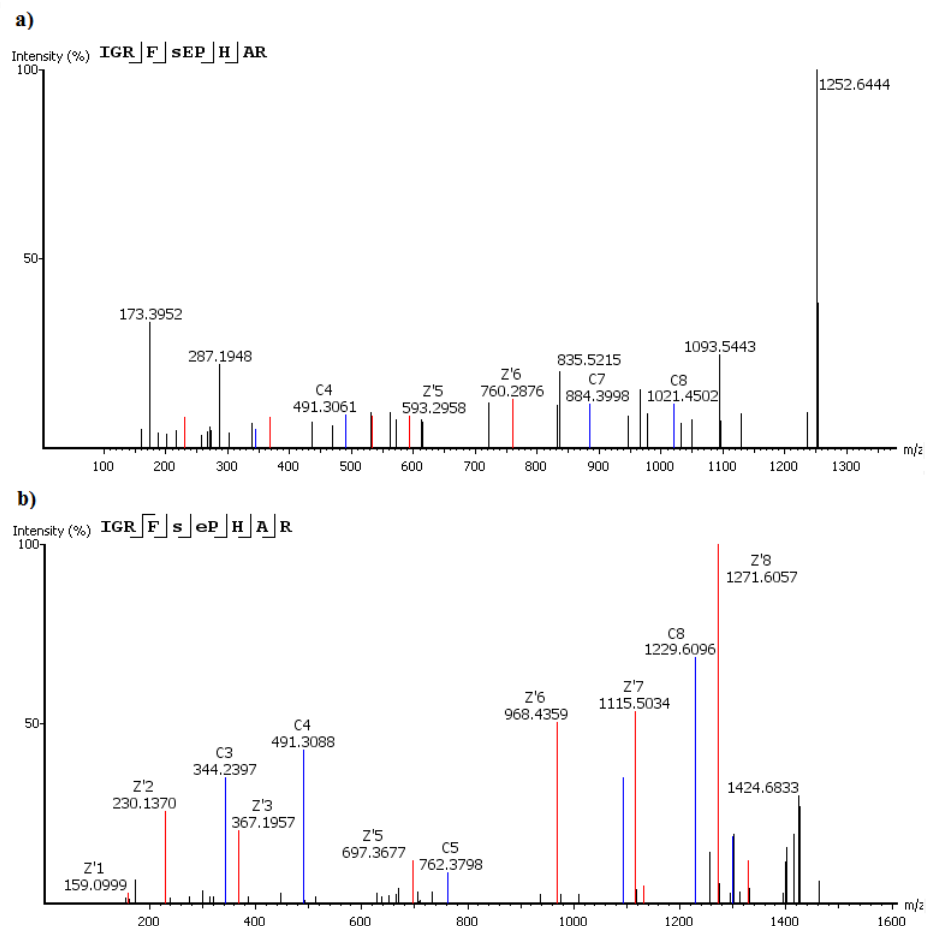 a)
IGR F sEP H AR
Intensity (%)
100
1252.6444
50
173.3952
287.1948
C4
491.3061
Z'5
593.2958
Z'6
760.2876
835.5215
C7
884.3998
C8
1021.4502
1093.5443
100 200 300 400 500 600 700 800 900 1000 1100 1200 1300 m/z
b)
IGR F s eP H A R
Intensity (%)
100
Z'8
1271.6057
C8
1229.6096
50
Z'6
968.4359
Z'7
1115.5034
C4
491.3088
C3
344.2397
Z'2
230.1370
Z'3
367.1957
1424.6833
Z'5
697.3677
C5
762.3798
Z'1
159.0999
200 400 600 800 1000 1200 1400 1600 m/z